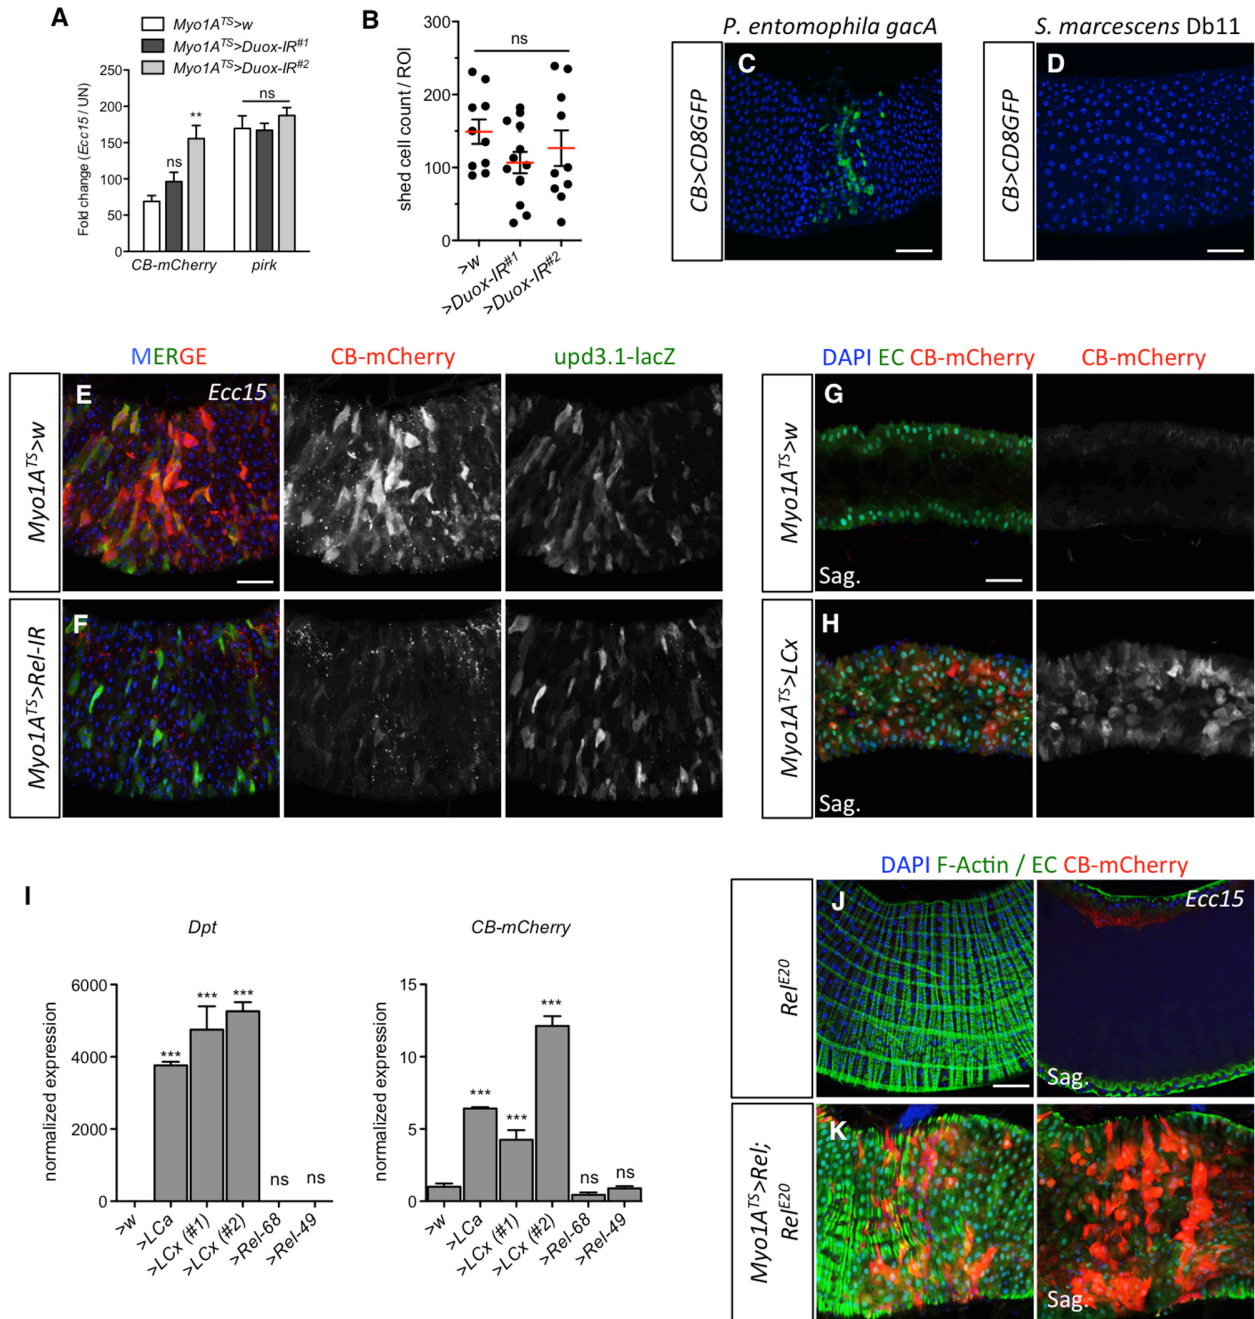 A
Myo1A^TS>w
Myo1A^TS>Duox-IR^#1
Myo1A^TS>Duox-IR^#2
Fold change (Ecc15 / UN)
250
200
150
100
50
0
ns
**
ns
CB-mCherry
pirk
B
shed cell count / ROI
300
200
100
0
ns
>w
>Duox-IR^#1
>Duox-IR^#2
P. entomophila gacA
CB>CD8GFP
C
S. marcescens Db11
CB>CD8GFP
D
MERGE
CB-mCherry
upd3.1-lacZ
Myo1A^TS>w
E
Ecc15
Myo1A^TS>Rel-IR
F
DAPI EC CB-mCherry
CB-mCherry
Myo1A^TS>w
G
Sag.
Myo1A^TS>LCx
H
Sag.
I
Dpt
normalized expression
6000
4000
2000
0
***
***
***
ns
ns
>w
>LCa
>LCx (#1)
>LCx (#2)
>Rel-68
>Rel-49
CB-mCherry
normalized expression
15
10
5
0
***
***
***
ns
ns
>w
>LCa
>LCx (#1)
>LCx (#2)
>Rel-68
>Rel-49
DAPI F-Actin / EC CB-mCherry
Rel^E20
J
Ecc15
Sag.
Myo1A^TS>Rel;
Rel^E20
K
Sag.